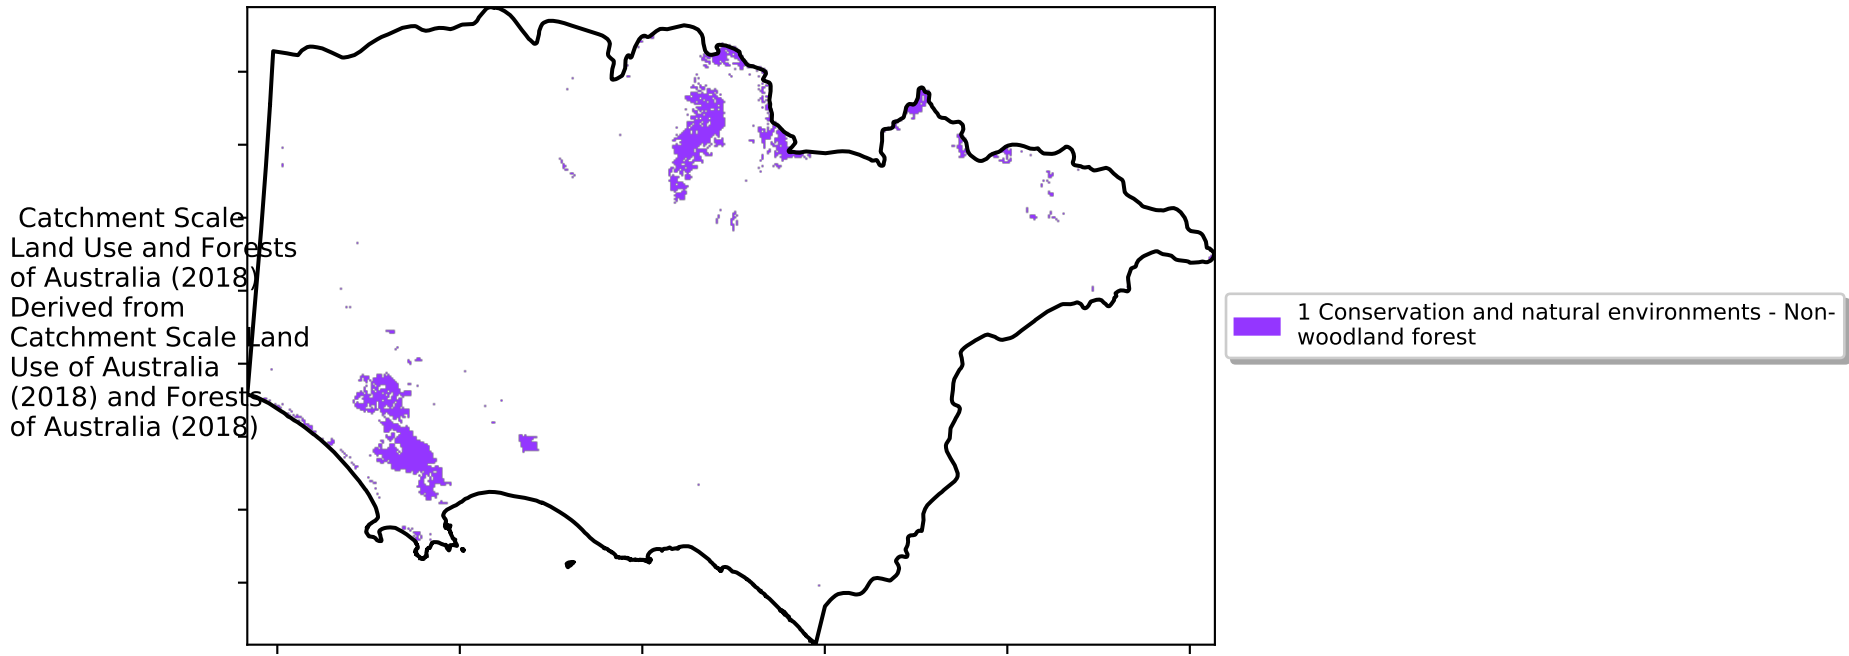 Catchment Scale
Land Use and Forests
of Australia (2018)
Derived from
Catchment Scale Land
Use of Australia
(2018) and Forests
of Australia (2018)
1 Conservation and natural environments - Non-
woodland forest